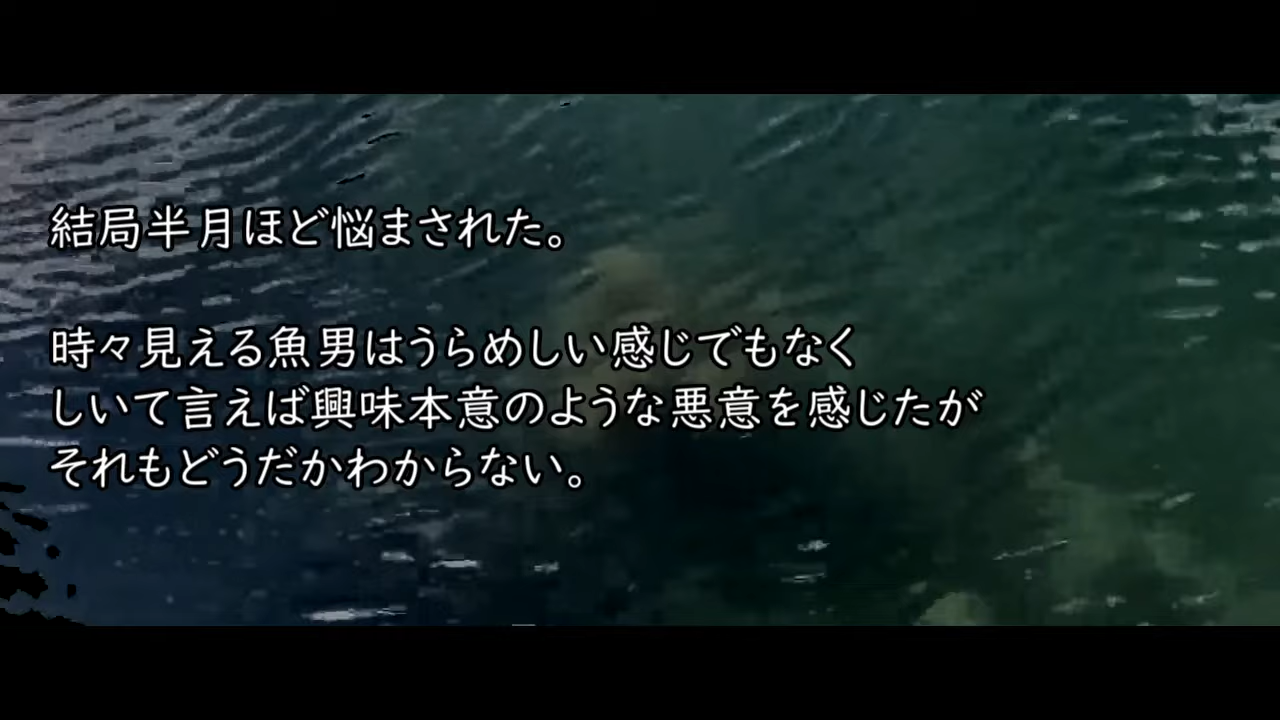 結局半月ほど悩まされた。
時々見える魚男はうらめしい感じでもなく
しいて言えば興味本意のような悪意を感じたが
それもどうだかわからない。